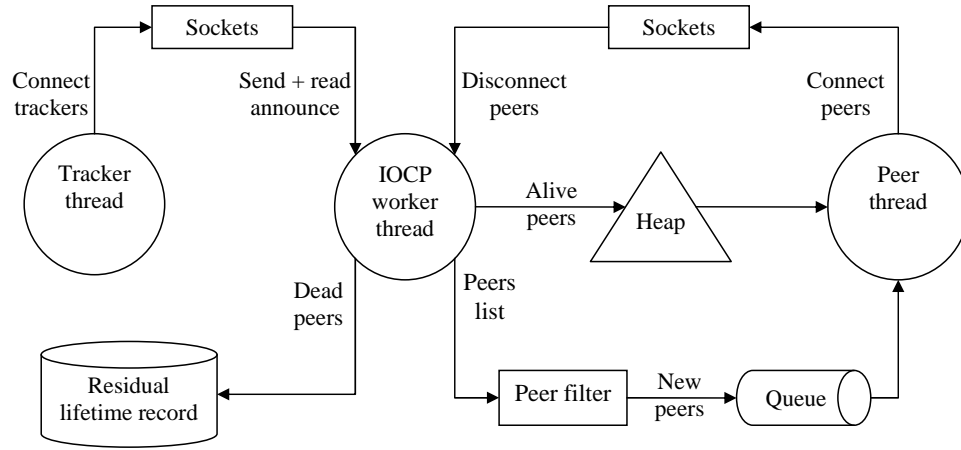 Sockets
Sockets
Connect
trackers
Send + read
announce
Disconnect
peers
Connect
peers
Tracker
thread
IOCP
worker
thread
Alive
peers
Heap
Peer
thread
Dead
peers
Peers
list
Residual
lifetime record
Peer filter
New
peers
Queue